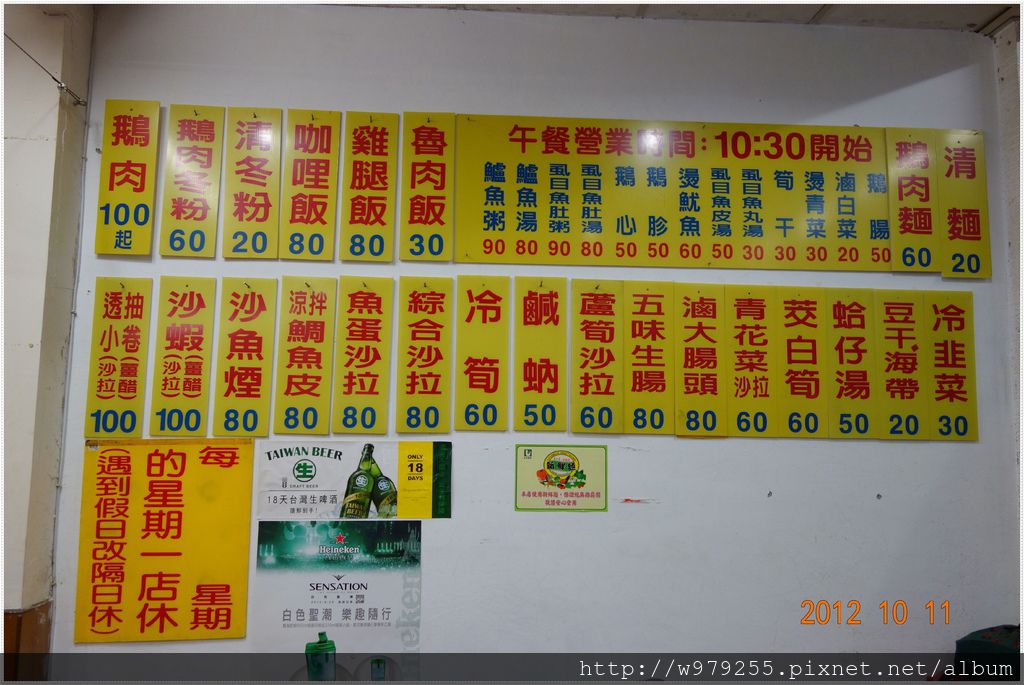 鵝肉
100
起
鵝肉冬粉
60
清冬粉
20
咖哩飯
80
雞腿飯
80
魯肉飯
30
午餐營業時間:10:30開始
鱸魚粥
90
鱸魚湯
80
虱目魚肚粥
90
虱目魚肚湯
80
鵝心
50
鵝胗
50
燙魷魚
60
虱目魚皮湯
50
虱目魚丸湯
30
筍干
30
燙青菜
30
滷白菜
20
鵝腸
50
鵝肉麵
60
清麵
20
透抽
小卷
(沙拉)(薑醋)
100
沙蝦
(沙拉)(薑醋)
100
沙魚煙
80
涼拌
鯛魚皮
80
魚蛋沙拉
80
綜合沙拉
80
冷筍
60
鹹蚋
50
蘆筍沙拉
60
五味生腸
80
滷大腸頭
80
青花菜
沙拉
60
茭白筍
60
蛤仔湯
50
豆干海帶
20
冷韭菜
30
每 星期
的星期一店休
(遇到假日改隔日休)
TAIWAN BEER
生
DRAFT BEER
18天台灣生啤酒
搶鮮到手!
ONLY
18
DAYS
Heineken
SENSATION
白色聖潮 樂趣隨行
2012 10 11
http://w979255.pixnet.net/album